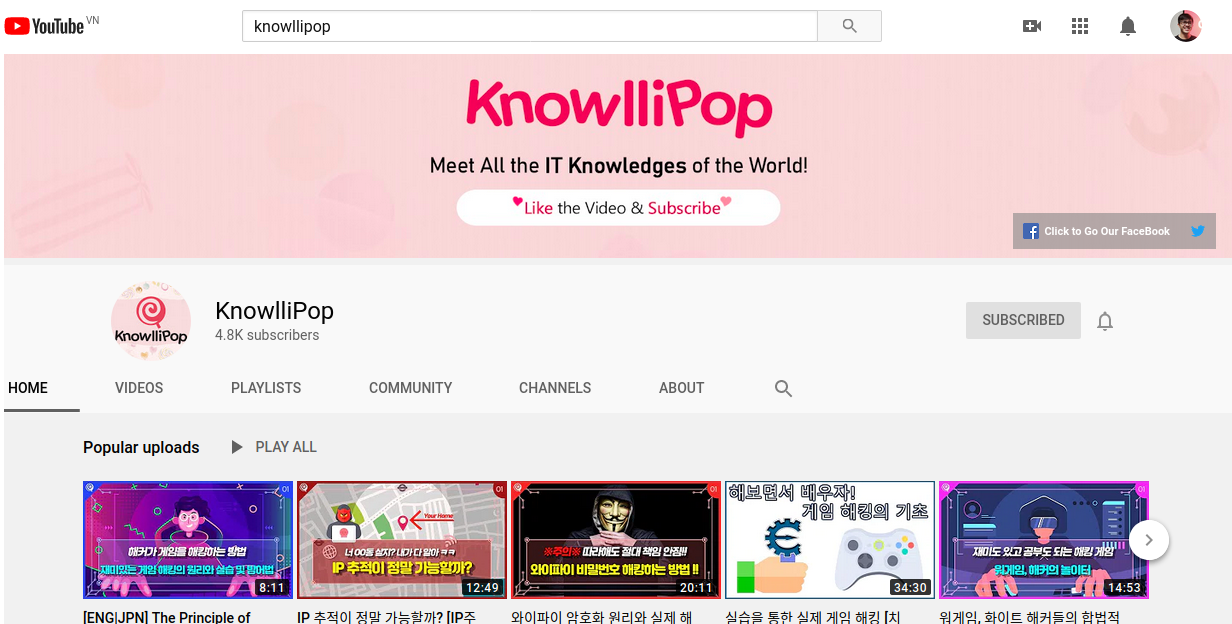 YouTube VN
knowllipop
KnowlliPop
Meet All the IT Knowledges of the World!
Like the Video & Subscribe
Click to Go Our FaceBook
KnowlliPop
KnowlliPop
4.8K subscribers
SUBSCRIBED
HOME VIDEOS PLAYLISTS COMMUNITY CHANNELS ABOUT
Popular uploads PLAY ALL
01
해커가 게임을 해킹하는 방법
재미있는 게임 해킹의 원리와 실습 및 방어법
8:11
01
Your Home
너 00동 살지? 내가 다 알아 ㅋㅋ
IP 추적이 정말 가능할까?
12:49
01
※주의※ 따라해도 절대 책임 안짐!!
와이파이 비밀번호 해킹하는 방법 !!
20:11
해보면서 배우자!
게임 해킹의 기초
34:30
01
재미도 있고 공부도 되는 해킹 게임
워게임, 해커의 놀이터
14:53
[ENG|JPN] The Principle of
IP 추적이 정말 가능할까? [IP주
와이파이 암호화 원리와 실제 해
실습을 통한 실제 게임 해킹 [치
워게임, 화이트 해커들의 합법적